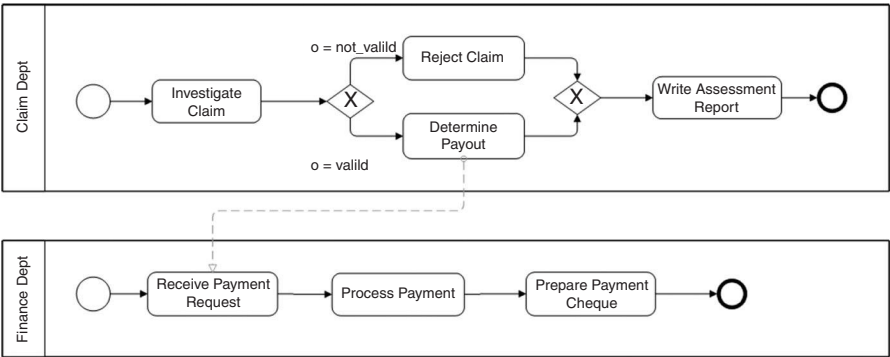 Claim Dept
o = not_valild
Reject Claim
Investigate
Claim
X
X
Write Assessment
Report
Determine
Payout
o = valild
Finance Dept
Receive Payment
Request
Process Payment
Prepare Payment
Cheque